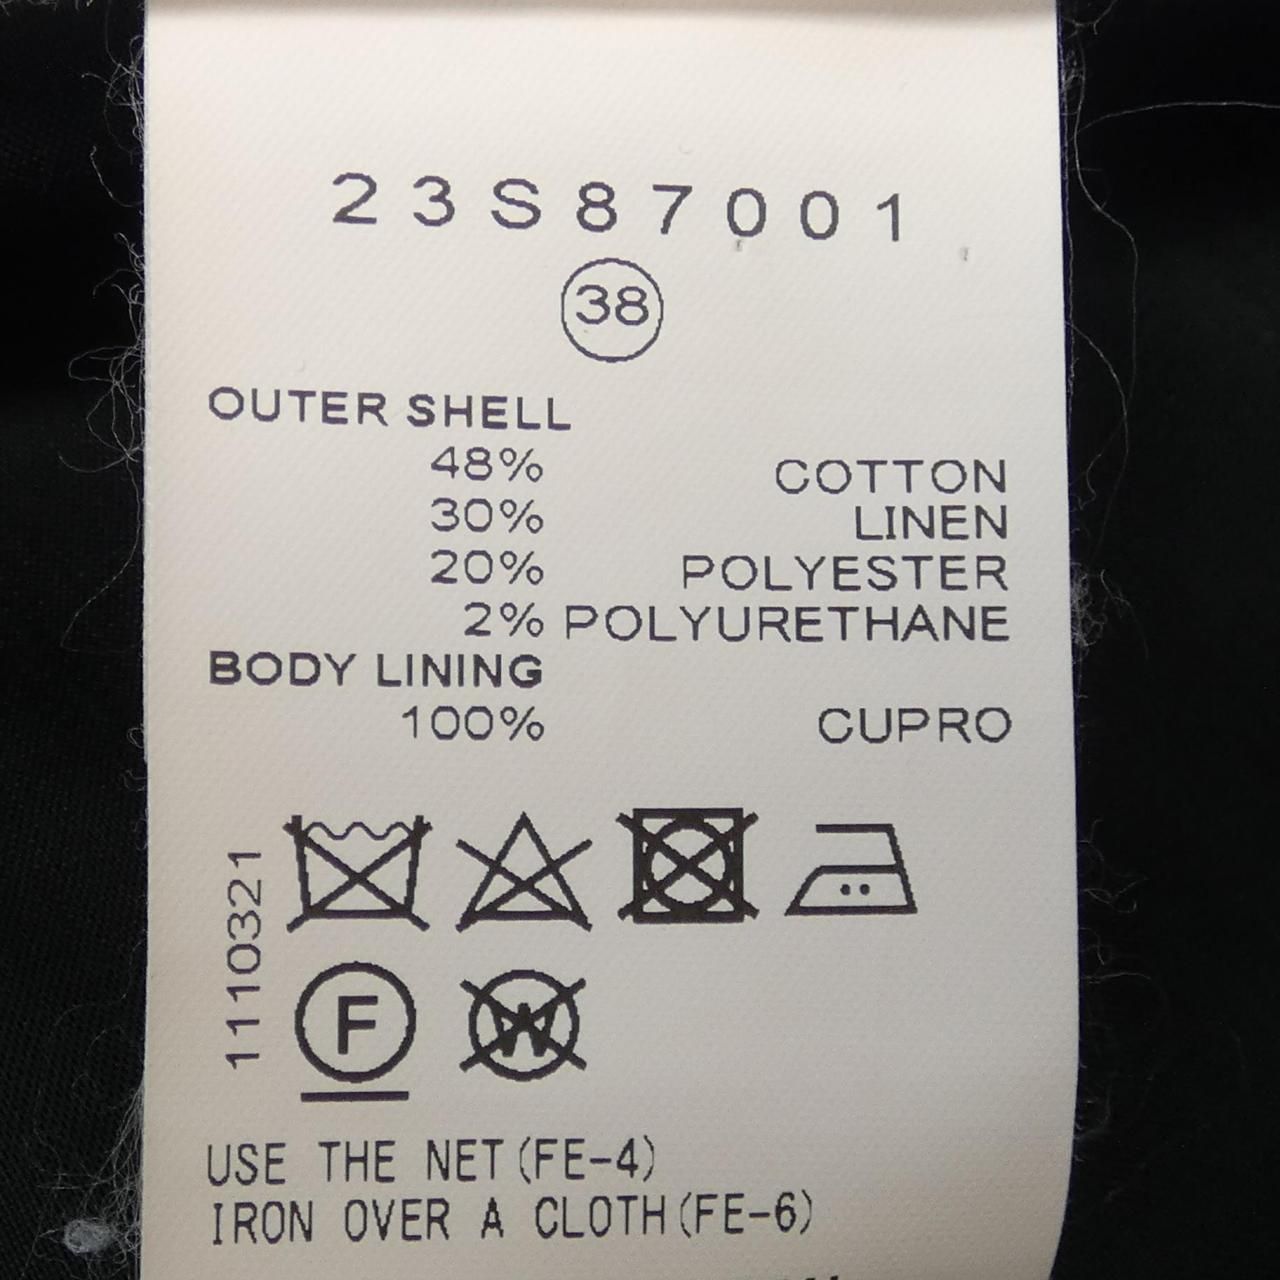 23S87001
38
OUTER SHELL
48% COTTON
30% LINEN
20% POLYESTER
2% POLYURETHANE
BODY LINING
100% CUPRO
1110321
F
W
USE THE NET(FE-4)
IRON OVER A CLOTH(FE-6)